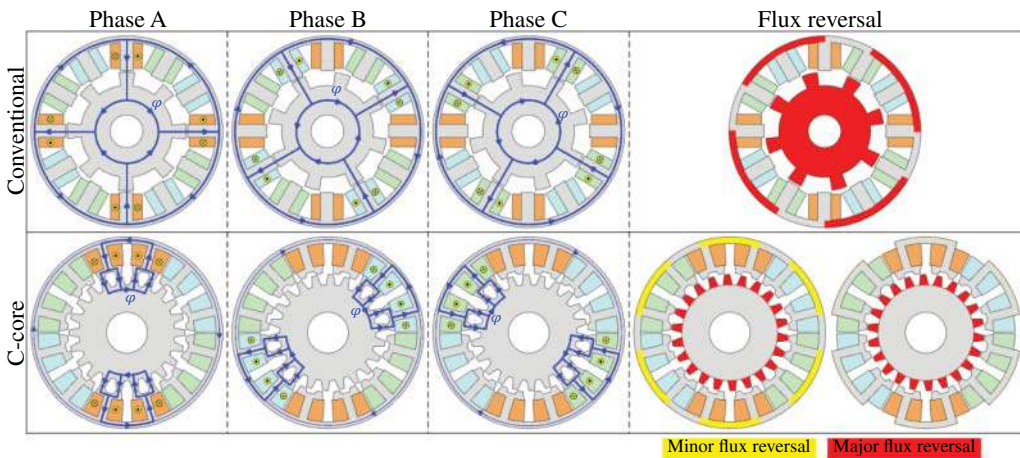 Phase A Phase B Phase C Flux reversal
Conventional
φ φ φ
C-core
φ φ φ
Minor flux reversal Major flux reversal